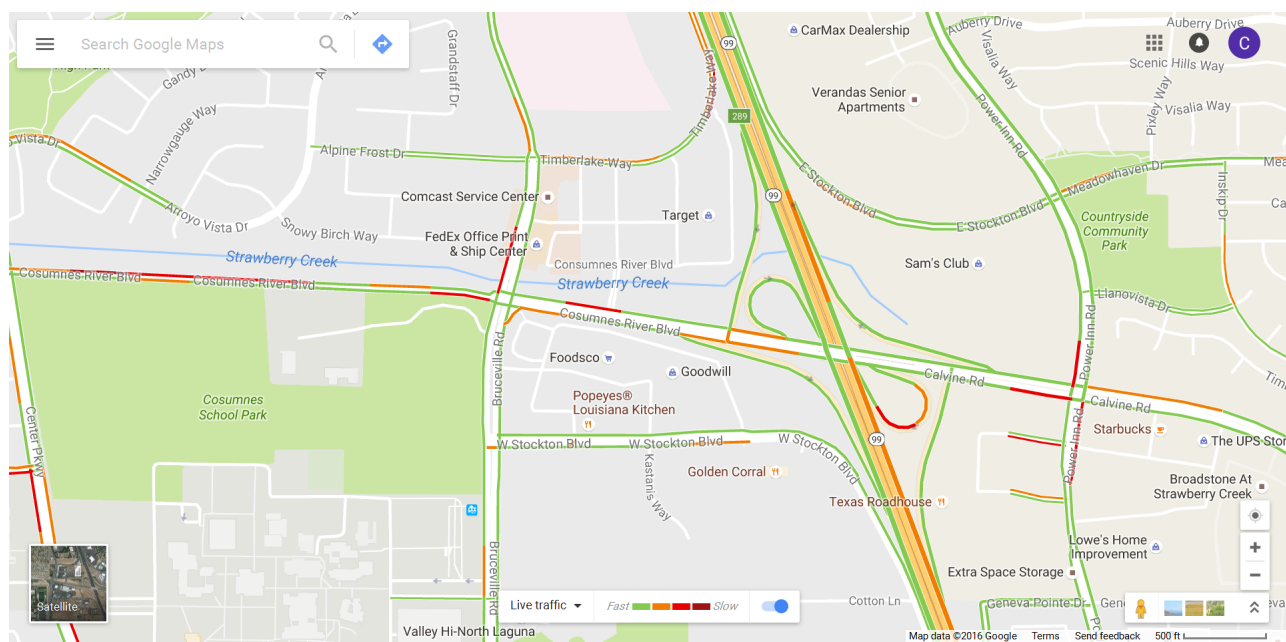 Search Google Maps
C
Grandstaff Dr
Gandy
Narrowgauge Way
Vista Dr
Arroyo Vista Dr
Snowy Birch Way
Alpine Frost Dr
Timberlake Way
Timberlake Way
99
289
CarMax Dealership
Auberry Drive
Auberry Drive
Visalia Way
Scenic Hills Way
Visalia Way
Pixley Way
Verandas Senior
Apartments
Power Inn Rd
E Stockton Blvd
E Stockton Blvd
Meadowhaven Dr
Inskip Dr
Countryside
Community
Park
Comcast Service Center
FedEx Office Print
& Ship Center
Target
99
Sam's Club
Strawberry Creek
Consumnes River Blvd
Strawberry Creek
Cosumnes River Blvd
Cosumnes River Blvd
Cosumnes River Blvd
Llanovista Dr
Power Inn Rd
Bruceville Rd
Foodsco
Goodwill
Popeyes®
Louisiana Kitchen
Calvine Rd
Calvine Rd
Cosumnes
School Park
Center Pkwy
W Stockton Blvd
W Stockton Blvd
W Stockton Blvd
Kastanis Way
99
Golden Corral
Texas Roadhouse
Power Inn Rd
Starbucks
The UPS Stor
Broadstone At
Strawberry Creek
Lowe's Home
Improvement
Extra Space Storage
Geneva Pointe Dr
Cotton Ln
Bruceville Rd
Valley Hi-North Laguna
Satellite
Live traffic
Fast
Slow
Map data ©2016 Google
Terms
Send feedback
500 ft